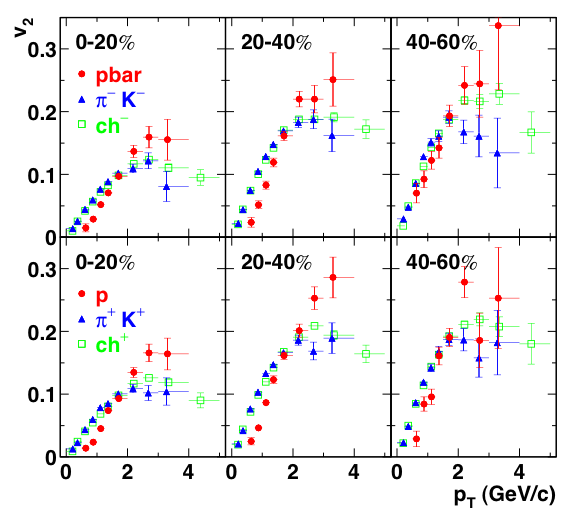 v₂
0.3
0.2
0.1
0
0-20%
20-40%
40-60%
pbar
π⁻ K⁻
ch⁻
0.3
0.2
0.1
0
0-20%
20-40%
40-60%
p
π⁺ K⁺
ch⁺
0 2 4 0 2 4 0 2 4
p_T (GeV/c)